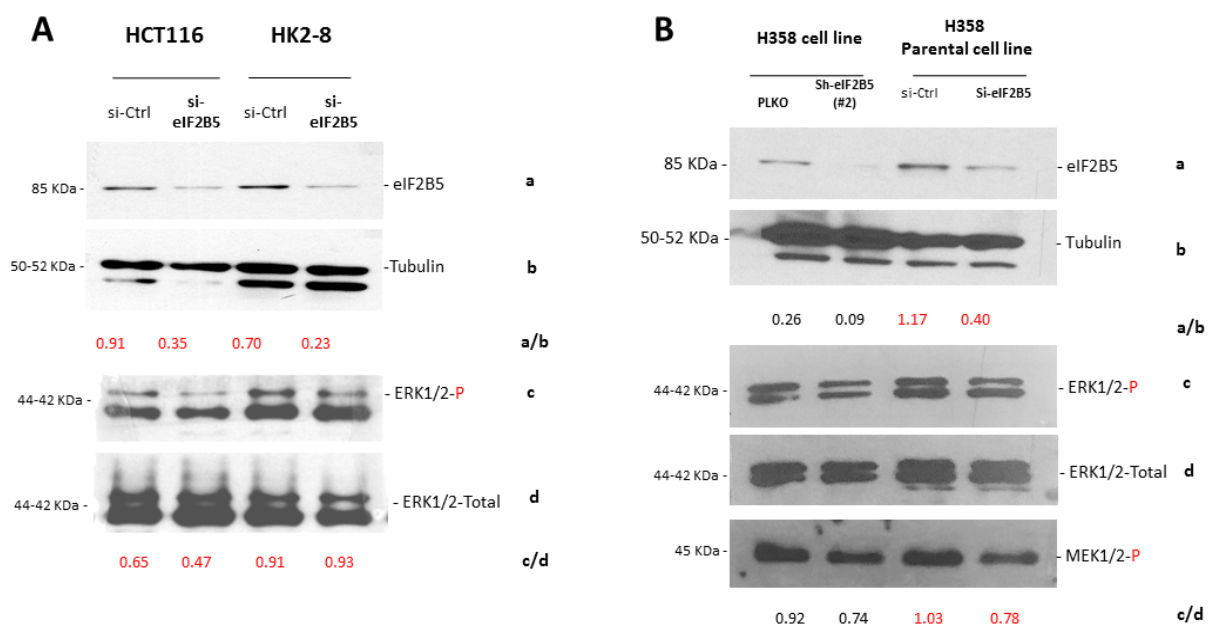 A
HCT116 HK2-8
si-Ctrl si-eIF2B5 si-Ctrl si-eIF2B5
85 KDa - - eIF2B5 a
50-52 KDa - -Tubulin b
0.91 0.35 0.70 0.23 a/b
44-42 KDa - - ERK1/2-P c
44-42 KDa - - ERK1/2-Total d
0.65 0.47 0.91 0.93 c/d
B
H358 cell line
H358
Parental cell line
PLKO Sh-eIF2B5 (#2) si-Ctrl Si-eIF2B5
85 KDa - - eIF2B5 a
50-52 KDa - - Tubulin b
0.26 0.09 1.17 0.40 a/b
44-42 KDa - - ERK1/2-P c
44-42 KDa - - ERK1/2-Total d
45 KDa - - MEK1/2-P
0.92 0.74 1.03 0.78 c/d